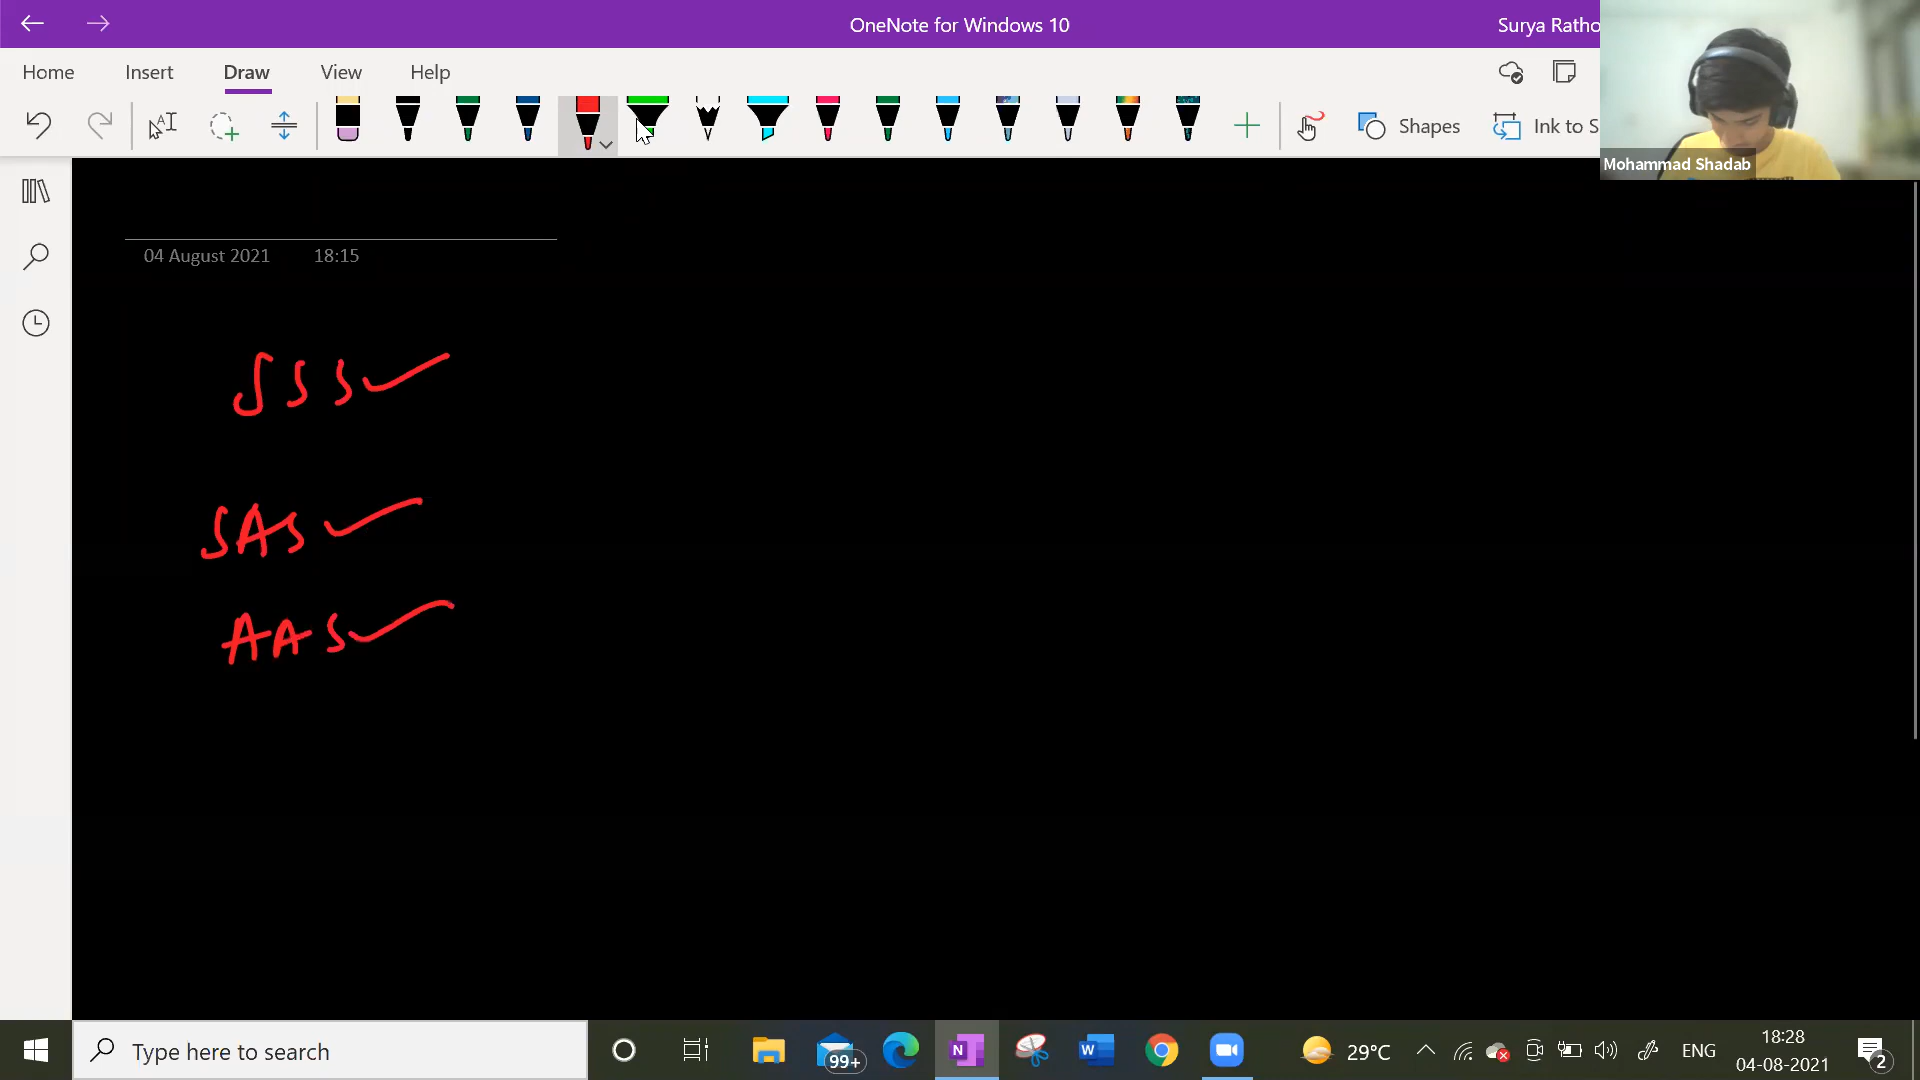 OneNote for Windows 10
Surya Ratho
Home Insert Draw View Help
Shapes
Ink to S
Mohammad Shadab
04 August 2021 18:15
SSS
SAS
AAS
Type here to search
99+
29°C
ENG
18:28
04-08-2021
2